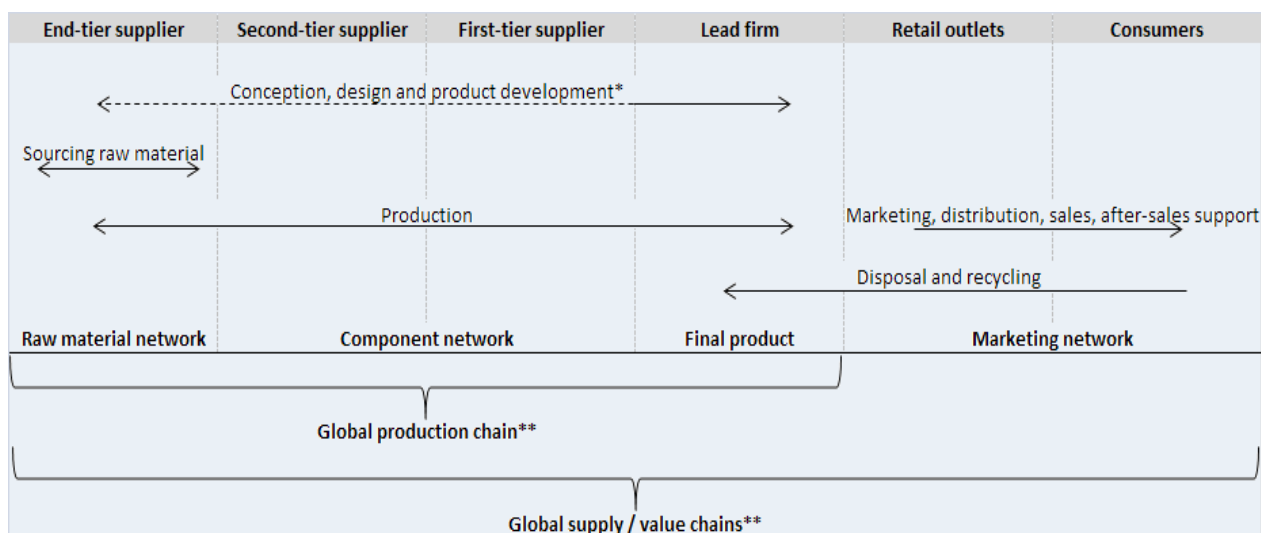 End-tier supplier Second-tier supplier First-tier supplier Lead firm Retail outlets Consumers
Conception, design and product development*
Sourcing raw material
Production
Marketing, distribution, sales, after-sales support
Disposal and recycling
Raw material network Component network Final product Marketing network
Global production chain**
Global supply / value chains**